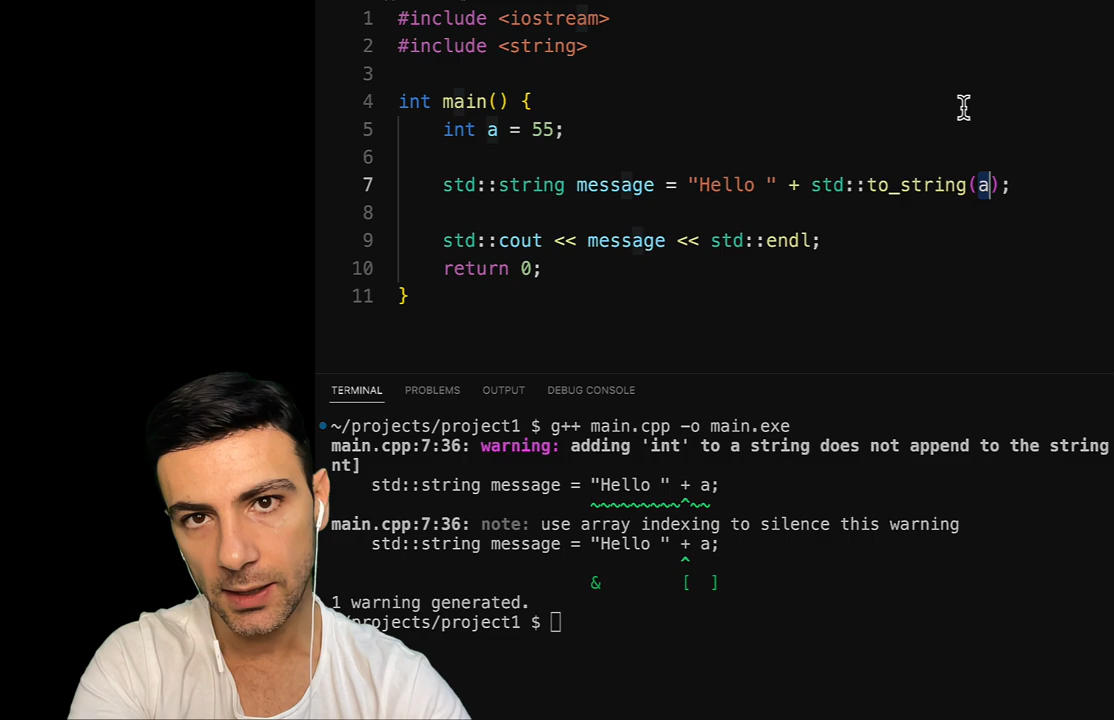 1 #include <iostream>
2 #include <string>
3
4 int main() {
5 int a = 55;
6
7 std::string message = "Hello " + std::to_string(a);
8
9 std::cout << message << std::endl;
10 return 0;
11 }
TERMINAL PROBLEMS OUTPUT DEBUG CONSOLE
~/projects/project1 $ g++ main.cpp -o main.exe
main.cpp:7:36: warning: adding 'int' to a string does not append to the string
nt]
std::string message = "Hello " + a;
~~~~~~~~~^~~
main.cpp:7:36: note: use array indexing to silence this warning
std::string message = "Hello " + a;
^
& [ ]
1 warning generated.
/projects/project1 $